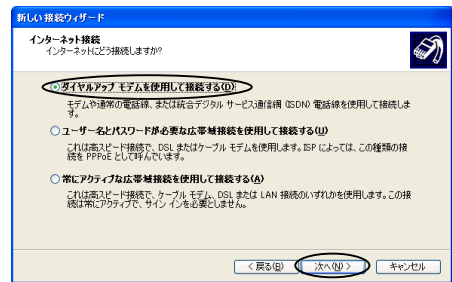 新しい接続ウィザード
インターネット接続
インターネットにどう接続しますか?
ダイヤルアップ モデムを使用して接続する(D)
モデムや通常の電話線、または統合デジタル サービス通信網 (ISDN) 電話線を使用して接続しま
す。
ユーザー名とパスワードが必要な広帯域接続を使用して接続する(U)
これは高スピード接続で、DSL またはケーブル モデムを使用します。ISP によっては、この種類の接
続を PPPoE として呼んでいます。
常にアクティブな広帯域接続を使用して接続する(A)
これは高スピード接続で、ケーブル モデム、DSL または LAN 接続のいずれかを使用します。この接
続は常にアクティブで、サイン インを必要としません。
< 戻る(B)
次へ(N) >
キャンセル